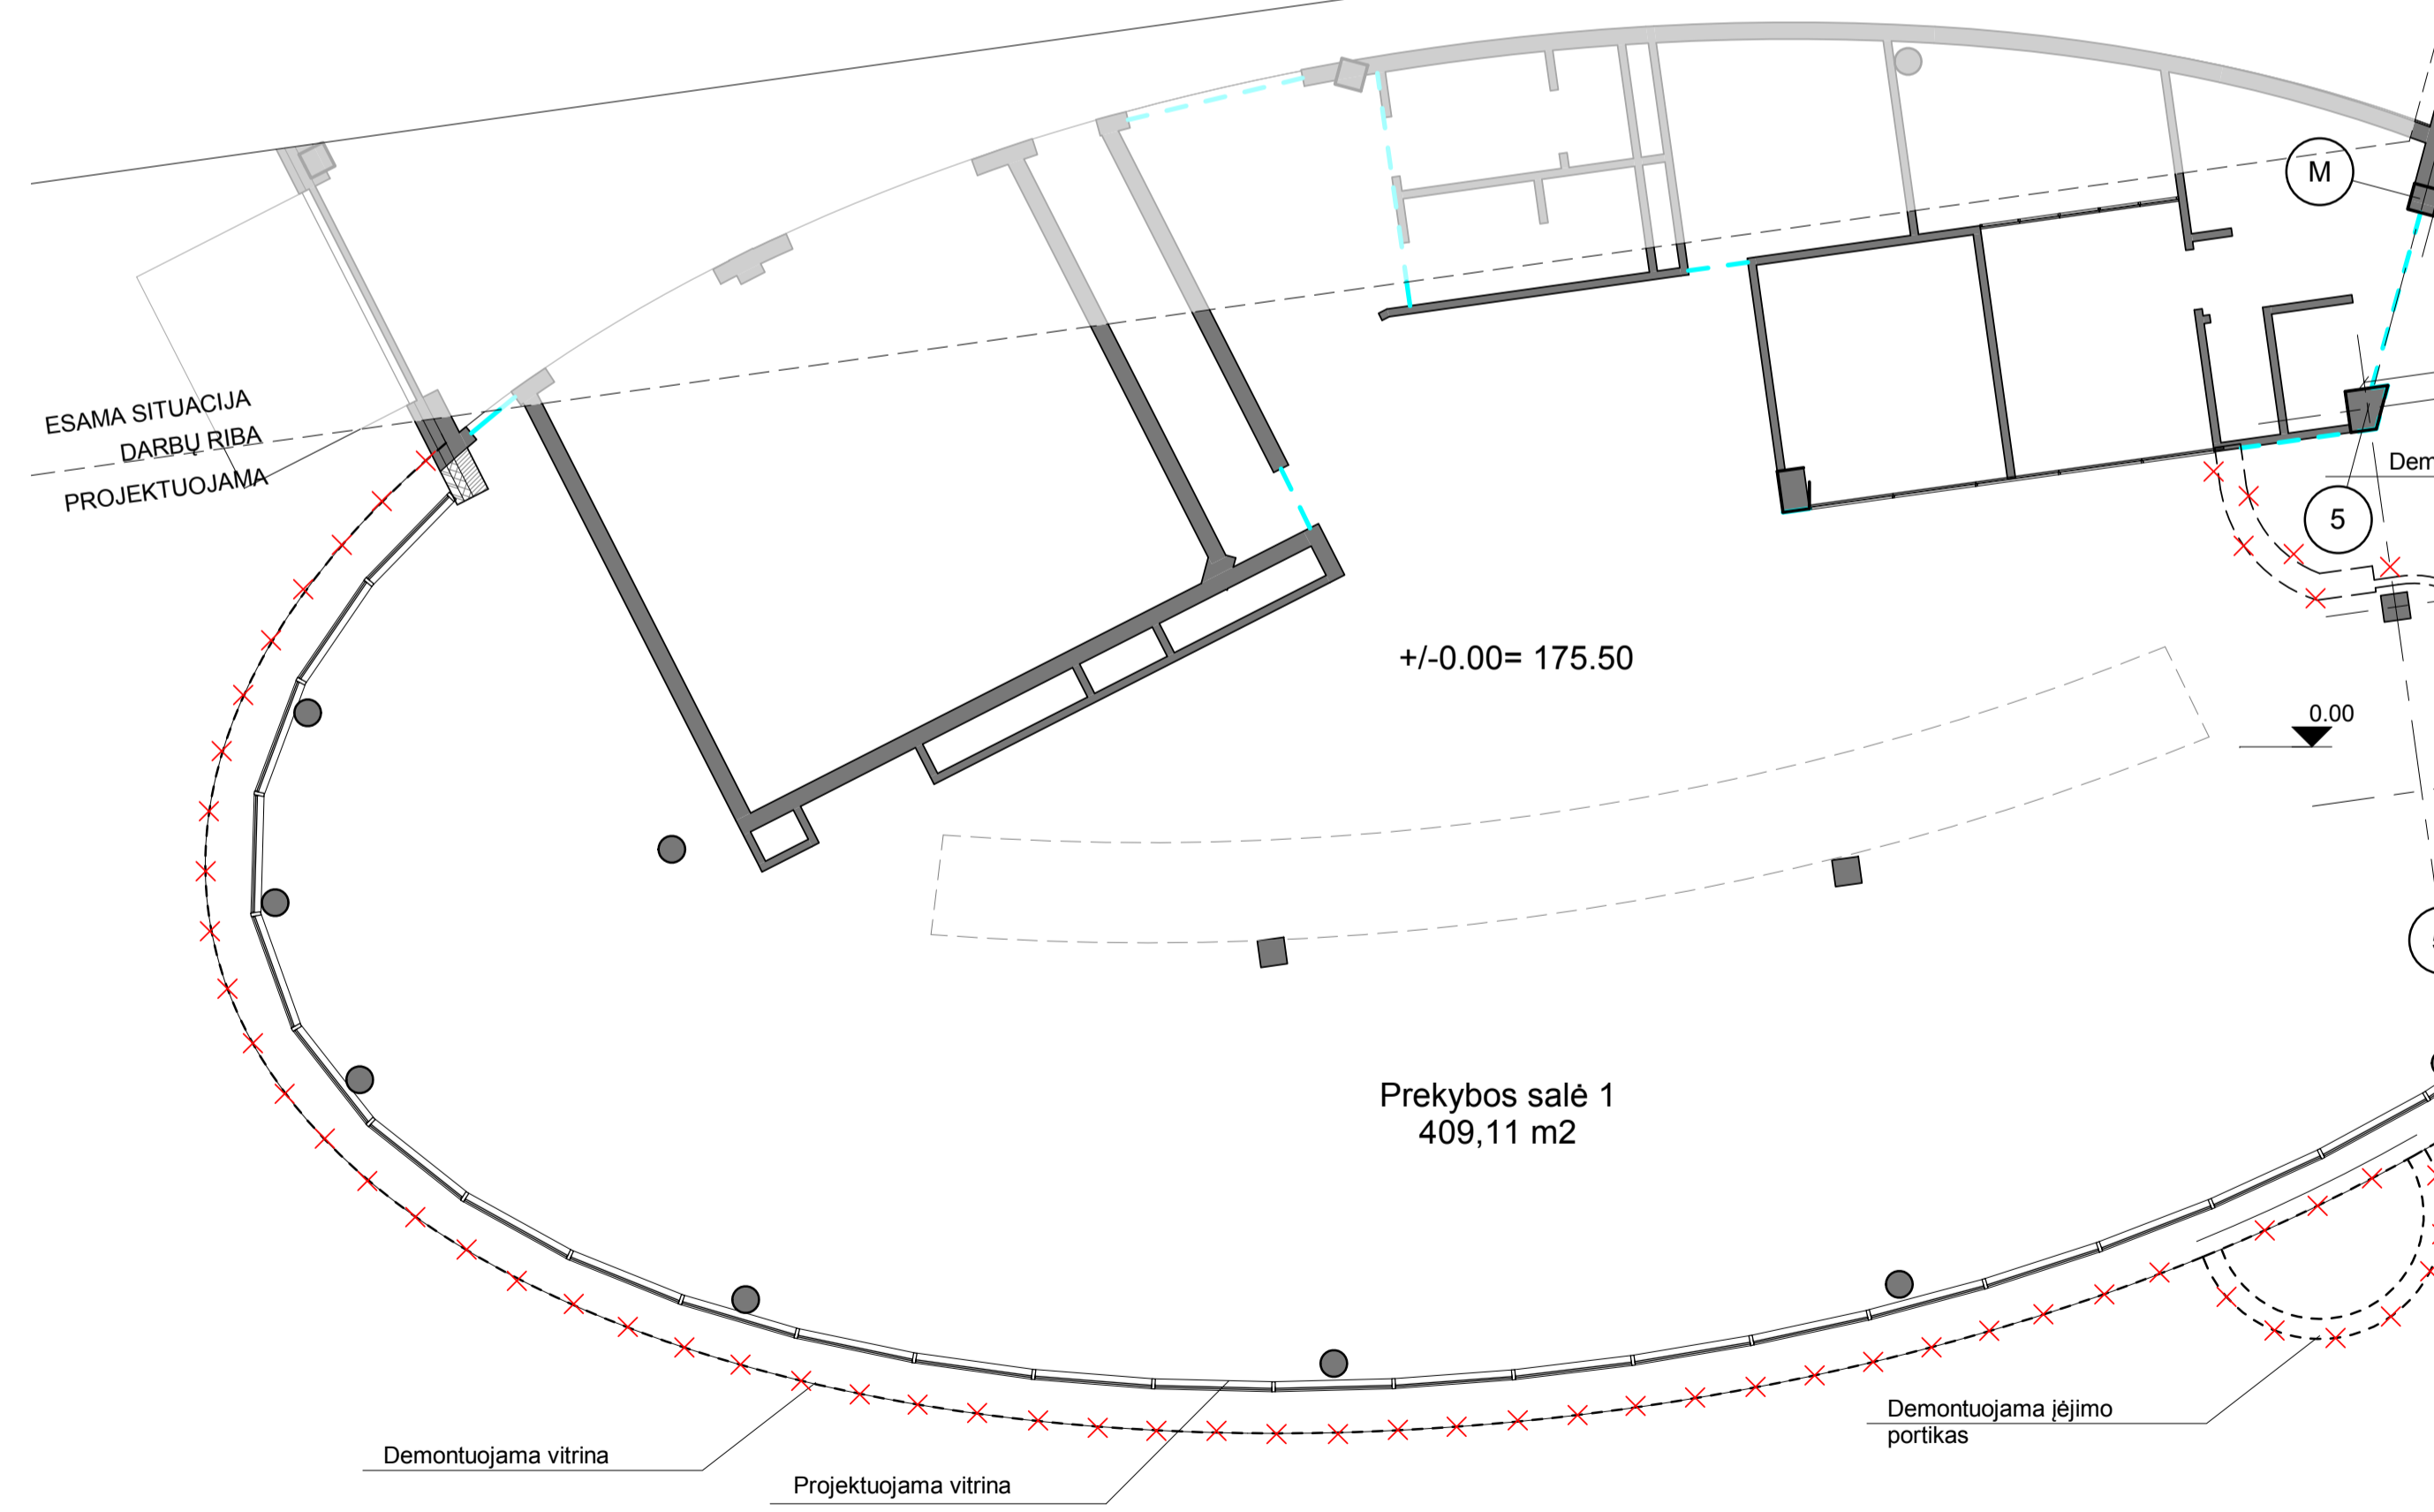 M
ESAMA SITUACIJA
DARBŲ RIBA
PROJEKTUOJAMA
Dem
5
+/-0.00= 175.50
0.00
Prekybos salė 1
409,11 m2
Demontuojama įėjimo
portikas
Demontuojama vitrina
Projektuojama vitrina